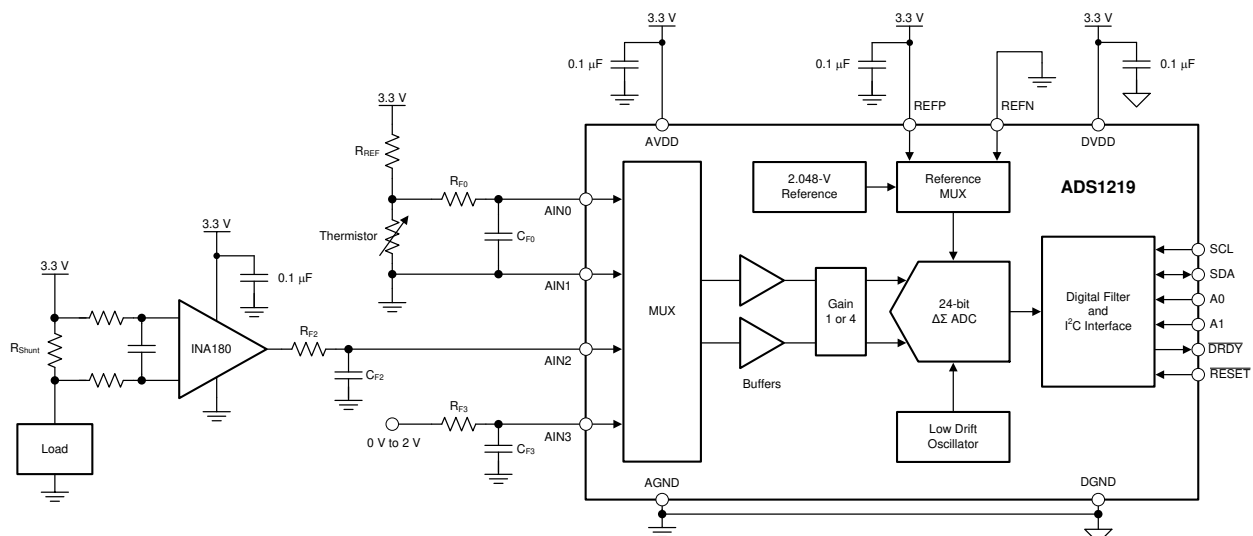 3.3 V
3.3 V
3.3 V
0.1 μF
0.1 μF
0.1 μF
REFP
REFN
3.3 V
AVDD
DVDD
R_REF
2.048-V
Reference
Reference
MUX
ADS1219
R_F0
AIN0
3.3 V
Thermistor
C_F0
SCL
3.3 V
0.1 μF
AIN1
SDA
MUX
Gain
1 or 4
24-bit
ΔΣ ADC
Digital Filter
and
I²C Interface
A0
A1
R_Shunt
INA180
R_F2
AIN2
DRDY
C_F2
Buffers
RESET
R_F3
Load
0 V to 2 V
AIN3
C_F3
Low Drift
Oscillator
AGND
DGND